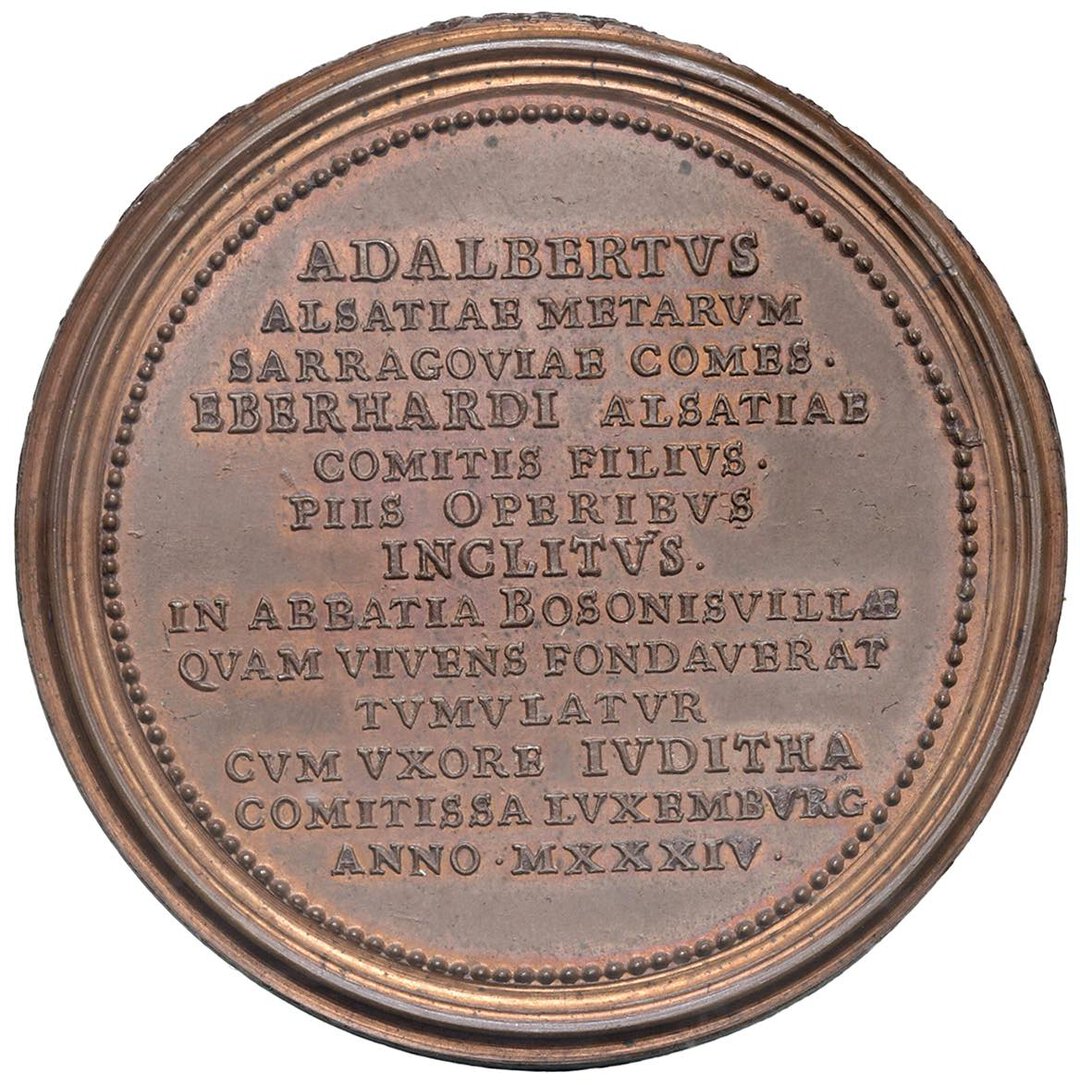 ADALBERTVS
ALSATIAE METARVM
SARRAGOVIAE COMES.
EBERHARDI ALSATIAE
COMITIS FILIVS.
PIIS OPERIBVS
INCLITVS.
IN ABBATIA BOSONISVILLÆ
QVAM VIVENS FONDAVERAT
TVMVLATVR
CVM VXORE IVDITHA
COMITISSA LVXEMBVRG
ANNO · MXXXIV ·